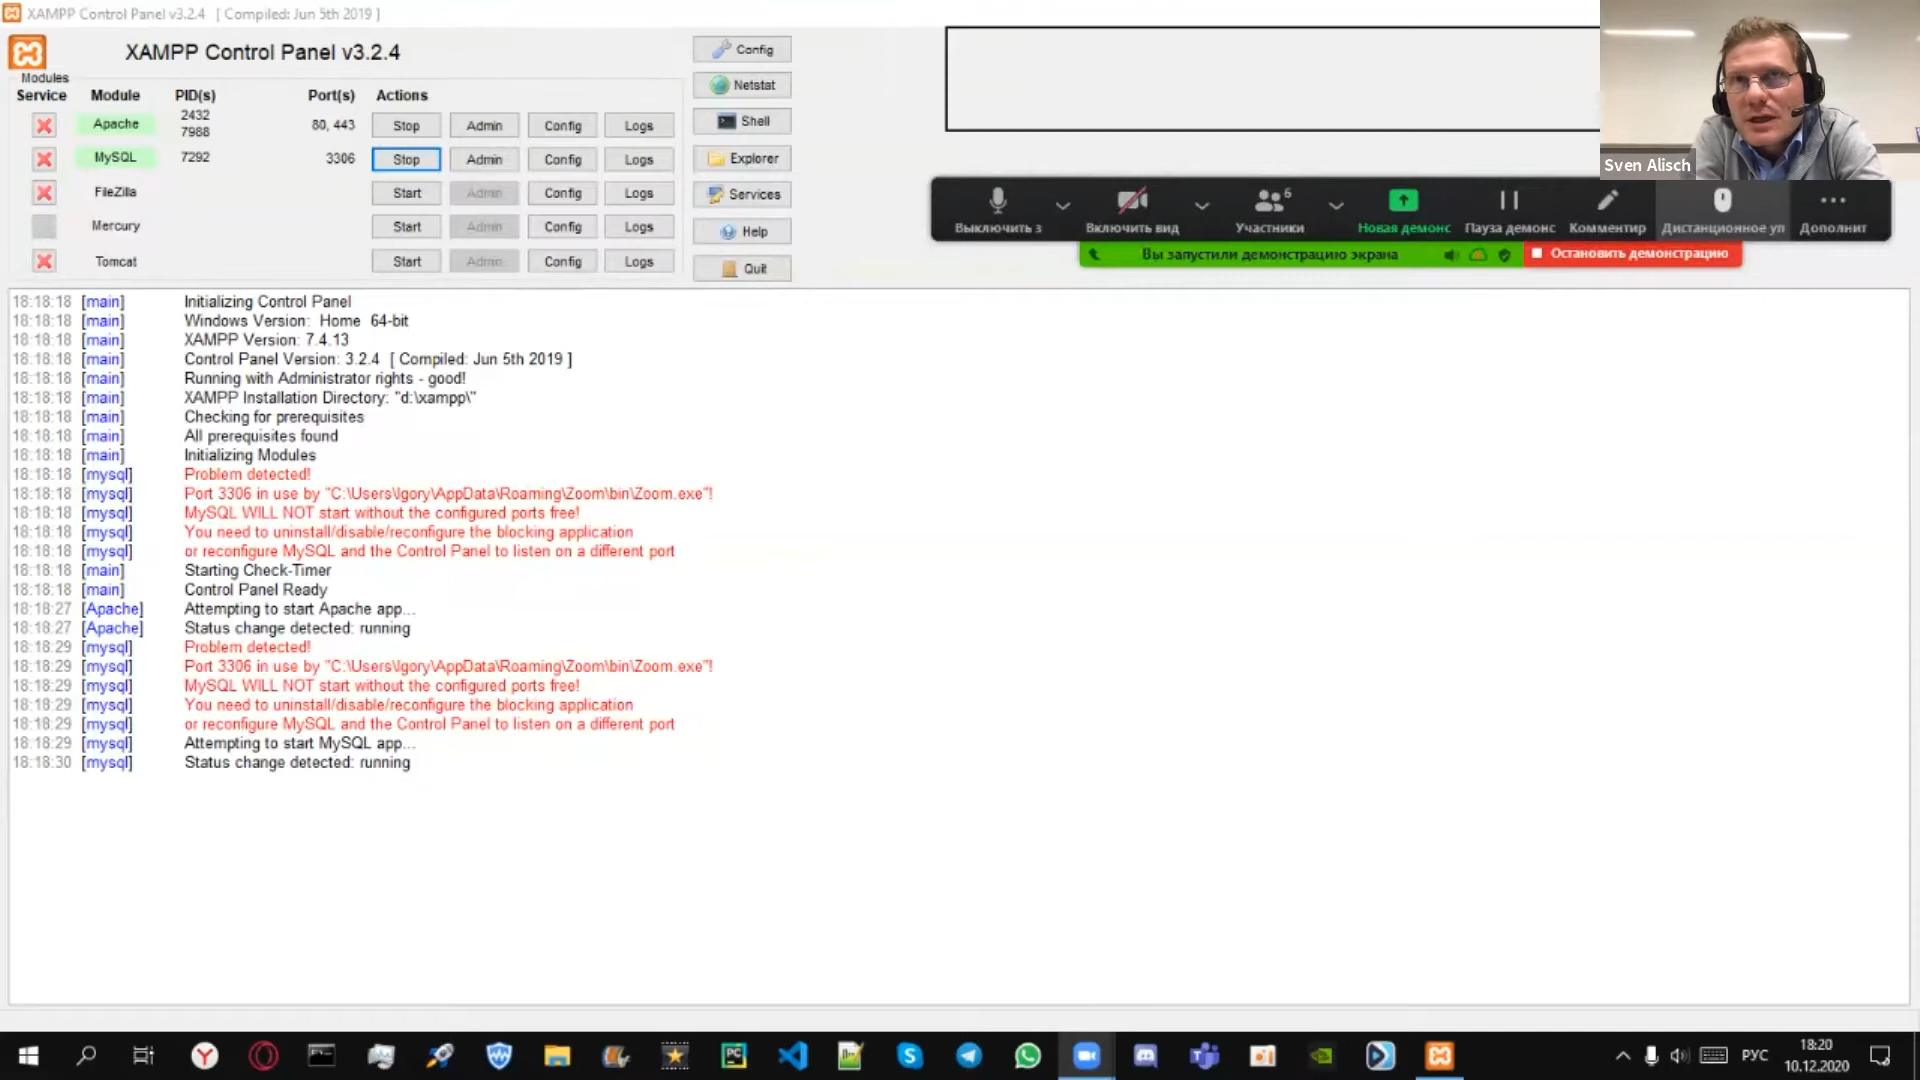 XAMPP Control Panel v3.2.4 [ Compiled: Jun 5th 2019 ]
XAMPP Control Panel v3.2.4
Modules
Service Module PID(s) Port(s) Actions
Apache 2432 7988 80, 443 Stop Admin Config Logs
MySQL 7292 3306 Stop Admin Config Logs
FileZilla Start Admin Config Logs
Mercury Start Admin Config Logs
Tomcat Start Admin Config Logs
Config
Netstat
Shell
Explorer
Services
Help
Quit
Sven Alisch
6
Выключить з Включить вид Участники Новая демонс Пауза демонс Комментир Дистанционное уп Дополнит
Вы запустили демонстрацию экрана Остановить демонстрацию
18:18:18 [main] Initializing Control Panel
18:18:18 [main] Windows Version: Home 64-bit
18:18:18 [main] XAMPP Version: 7.4.13
18:18:18 [main] Control Panel Version: 3.2.4 [ Compiled: Jun 5th 2019 ]
18:18:18 [main] Running with Administrator rights - good!
18:18:18 [main] XAMPP Installation Directory: "d:\xampp\"
18:18:18 [main] Checking for prerequisites
18:18:18 [main] All prerequisites found
18:18:18 [main] Initializing Modules
18:18:18 [mysql] Problem detected!
18:18:18 [mysql] Port 3306 in use by "C:\Users\Igory\AppData\Roaming\Zoom\bin\Zoom.exe"!
18:18:18 [mysql] MySQL WILL NOT start without the configured ports free!
18:18:18 [mysql] You need to uninstall/disable/reconfigure the blocking application
18:18:18 [mysql] or reconfigure MySQL and the Control Panel to listen on a different port
18:18:18 [main] Starting Check-Timer
18:18:18 [main] Control Panel Ready
18:18:27 [Apache] Attempting to start Apache app...
18:18:27 [Apache] Status change detected: running
18:18:29 [mysql] Problem detected!
18:18:29 [mysql] Port 3306 in use by "C:\Users\Igory\AppData\Roaming\Zoom\bin\Zoom.exe"!
18:18:29 [mysql] MySQL WILL NOT start without the configured ports free!
18:18:29 [mysql] You need to uninstall/disable/reconfigure the blocking application
18:18:29 [mysql] or reconfigure MySQL and the Control Panel to listen on a different port
18:18:29 [mysql] Attempting to start MySQL app...
18:18:30 [mysql] Status change detected: running
РУС
18:20
10.12.2020